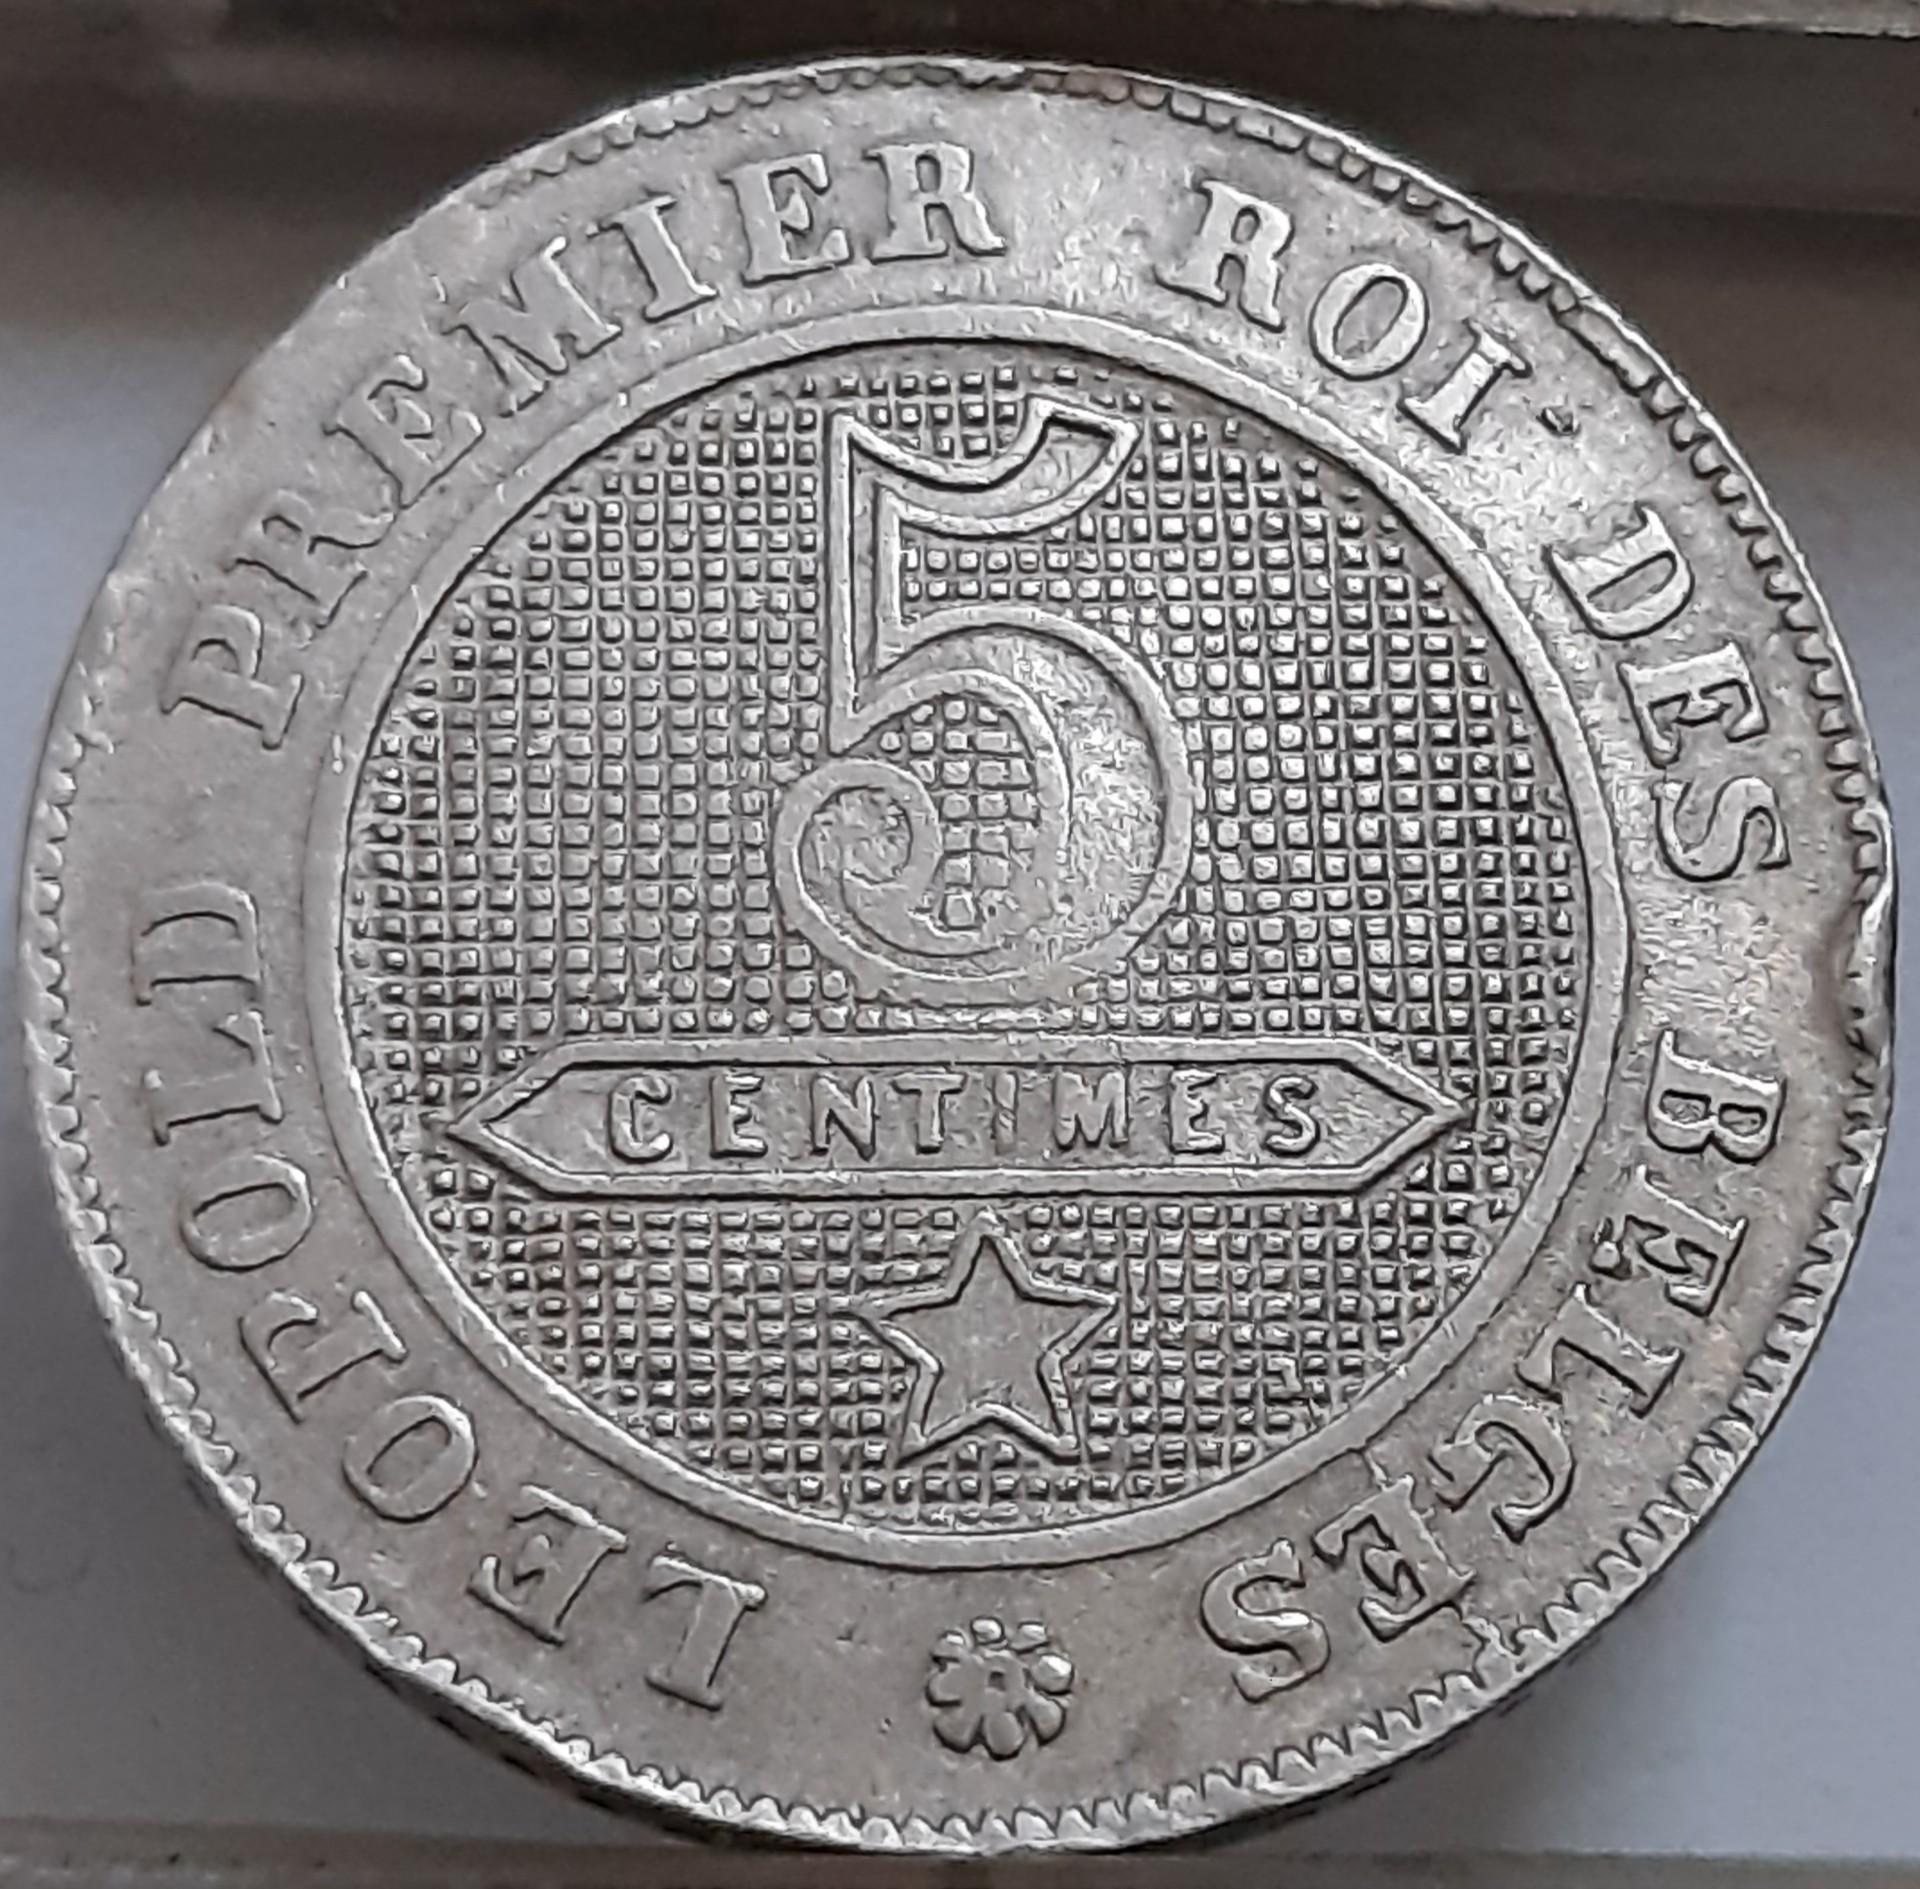 LEOPOLD PREMIER ROI DES BELGES
5
CENTIMES